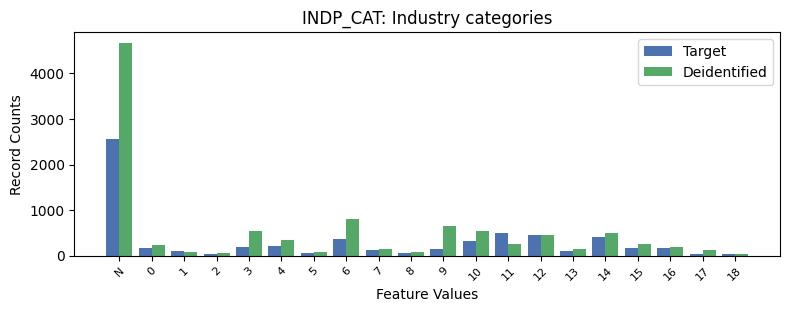 INDP_CAT: Industry categories
Target
Deidentified
Record Counts
4000
3000
2000
1000
0
N 0 1 2 3 4 5 6 7 8 9 10 11 12 13 14 15 16 17 18
Feature Values